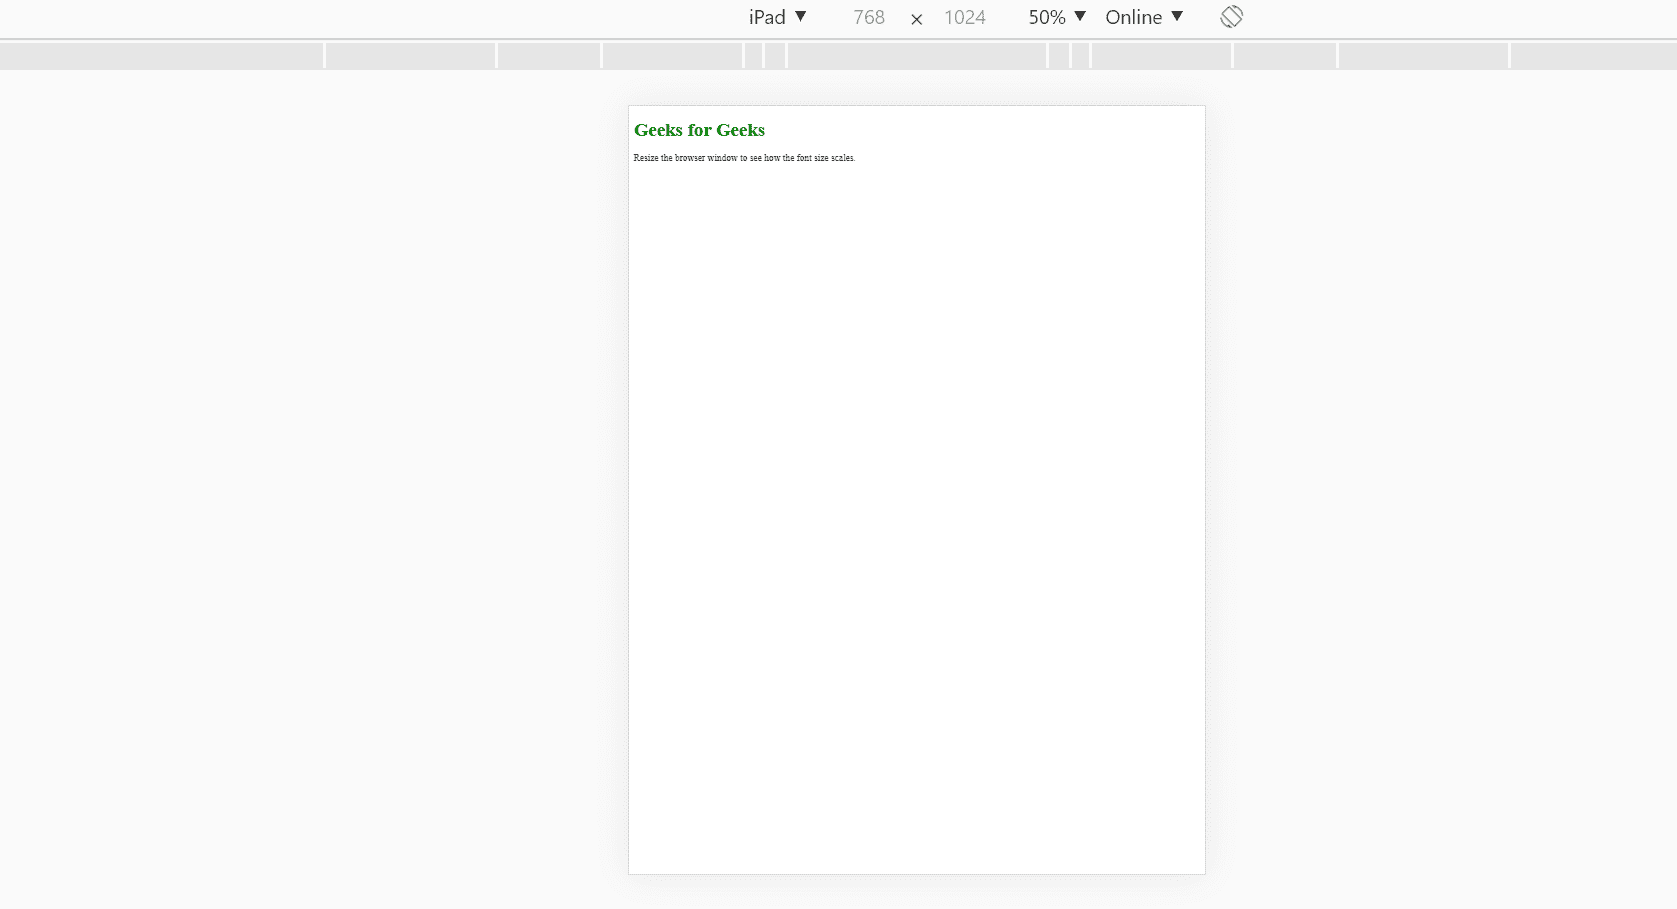 iPad ▼ 768 × 1024 50% ▼ Online ▼
Geeks for Geeks
Resize the browser window to see how the font size scales.